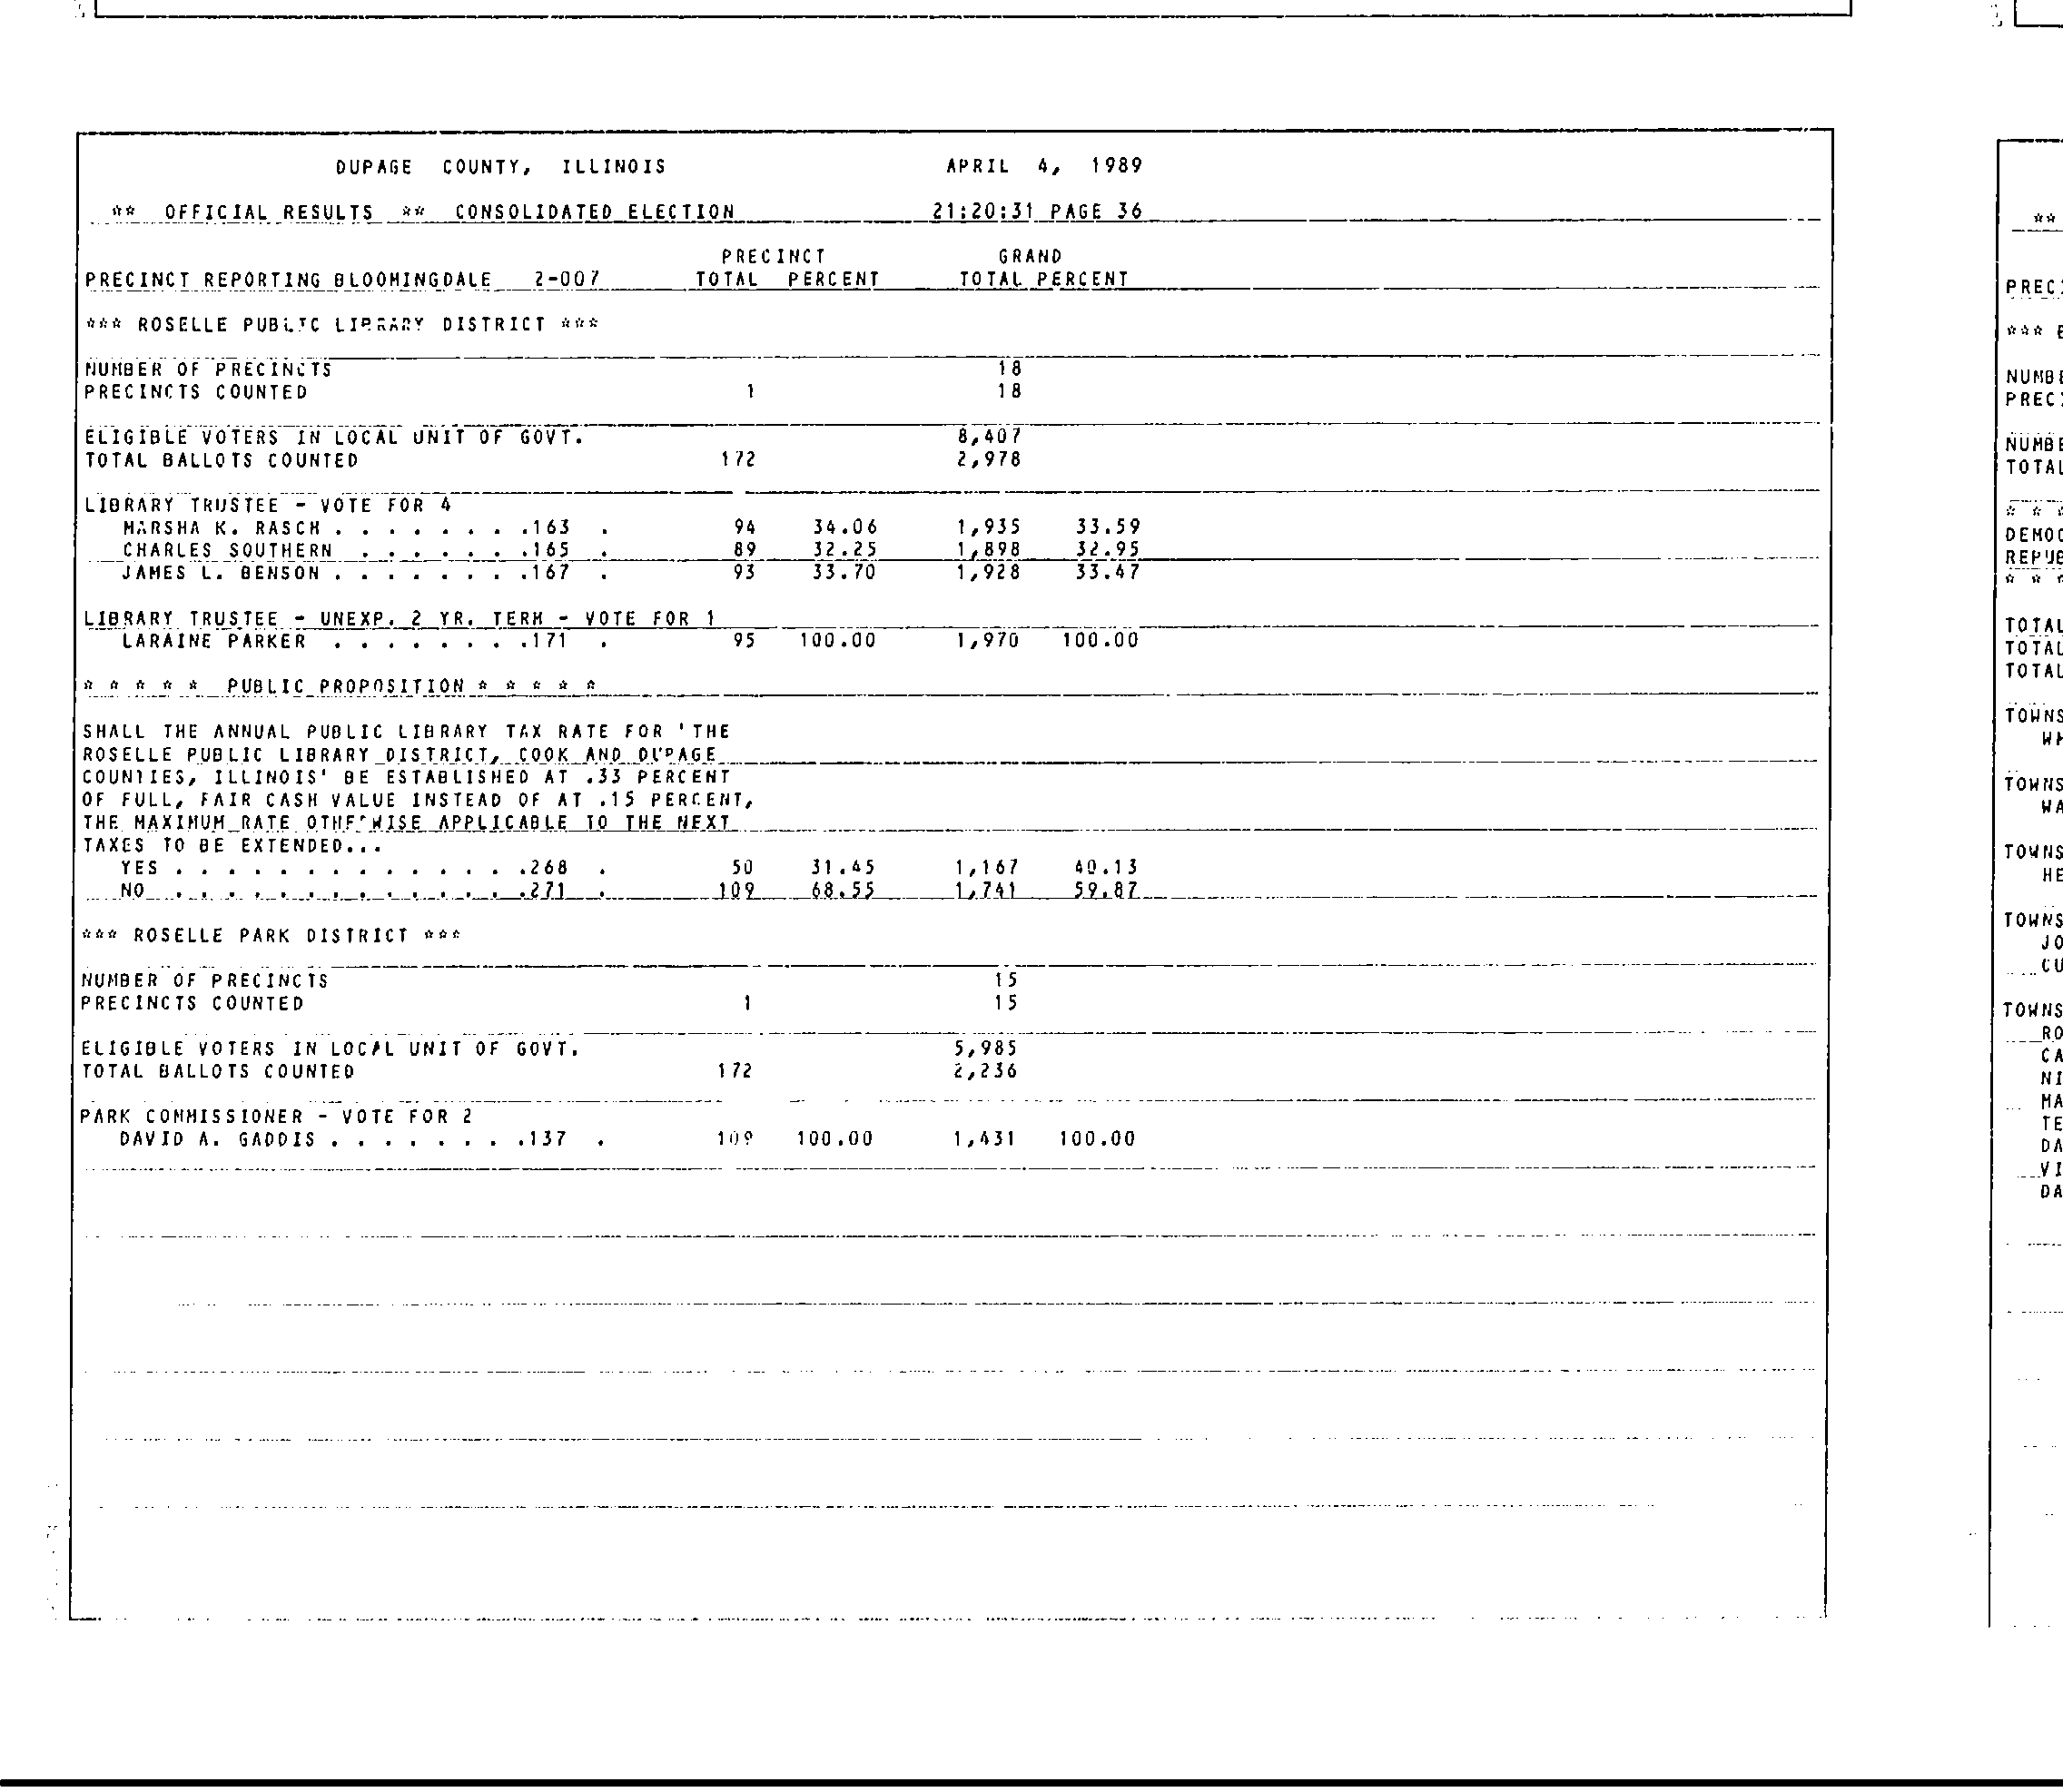 DUPAGE COUNTY, ILLINOIS APRIL 4, 1989
** OFFICIAL RESULTS ** CONSOLIDATED ELECTION 21:20:31 PAGE 36
PRECINCT GRAND
PRECINCT REPORTING BLOOMINGDALE 2-007 TOTAL PERCENT TOTAL PERCENT
*** ROSELLE PUBLIC LIBRARY DISTRICT ***
NUMBER OF PRECINCTS 18
PRECINCTS COUNTED 1 18
ELIGIBLE VOTERS IN LOCAL UNIT OF GOVT. 8,407
TOTAL BALLOTS COUNTED 172 2,978
LIBRARY TRUSTEE - VOTE FOR 4
MARSHA K. RASCH . . . . . . . .163 . 94 34.06 1,935 33.59
CHARLES SOUTHERN . . . . . . .165 . 89 32.25 1,898 32.95
JAMES L. BENSON . . . . . . . .167 . 93 33.70 1,928 33.47
LIBRARY TRUSTEE - UNEXP. 2 YR. TERM - VOTE FOR 1
LARAINE PARKER . . . . . . . .171 . 95 100.00 1,970 100.00
* * * * * PUBLIC PROPOSITION * * * * *
SHALL THE ANNUAL PUBLIC LIBRARY TAX RATE FOR 'THE
ROSELLE PUBLIC LIBRARY DISTRICT, COOK AND DUPAGE
COUNTIES, ILLINOIS' BE ESTABLISHED AT .33 PERCENT
OF FULL, FAIR CASH VALUE INSTEAD OF AT .15 PERCENT,
THE MAXIMUM RATE OTHERWISE APPLICABLE TO THE NEXT
TAXES TO BE EXTENDED...
YES . . . . . . . . . . . . . .268 . 50 31.45 1,167 40.13
NO . . . . . . . . . . . . . .271 . 109 68.55 1,741 59.87
*** ROSELLE PARK DISTRICT ***
NUMBER OF PRECINCTS 15
PRECINCTS COUNTED 1 15
ELIGIBLE VOTERS IN LOCAL UNIT OF GOVT. 5,985
TOTAL BALLOTS COUNTED 172 2,236
PARK COMMISSIONER - VOTE FOR 2
DAVID A. GADDIS . . . . . . . .137 . 109 100.00 1,431 100.00
**
PREC
***
NUMB
PREC
NUMB
TOTAL
* * *
DEMOC
REPUB
* * *
TOTAL
TOTAL
TOTAL
TOWNS
WH
TOWNS
WA
TOWNS
HE
TOWNS
JO
CU
TOWNS
RO
CA
NI
MA
TE
DA
VI
DA